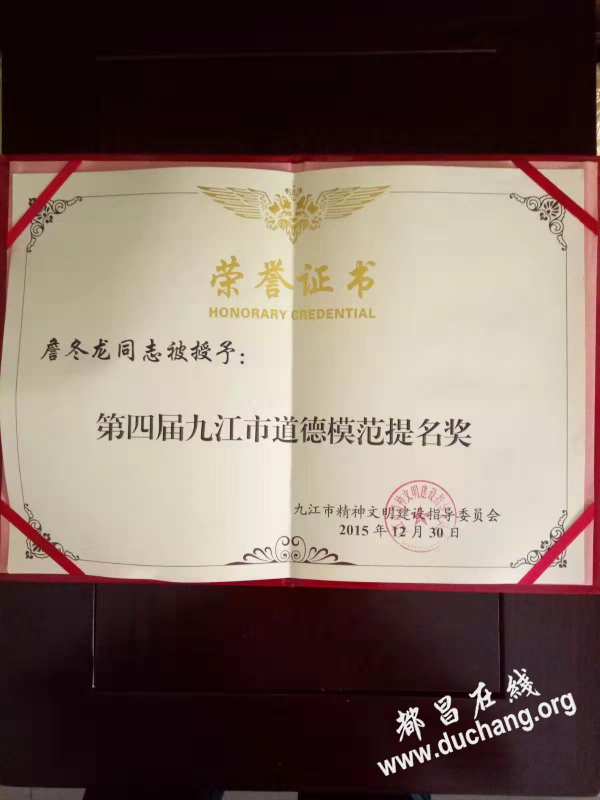 荣誉证书
HONORARY CREDENTIAL
詹冬龙同志被授予：
第四届九江市道德模范提名奖
九江市精神文明建设指导委员会
2015年12月30日
都昌在线
www.duchang.org